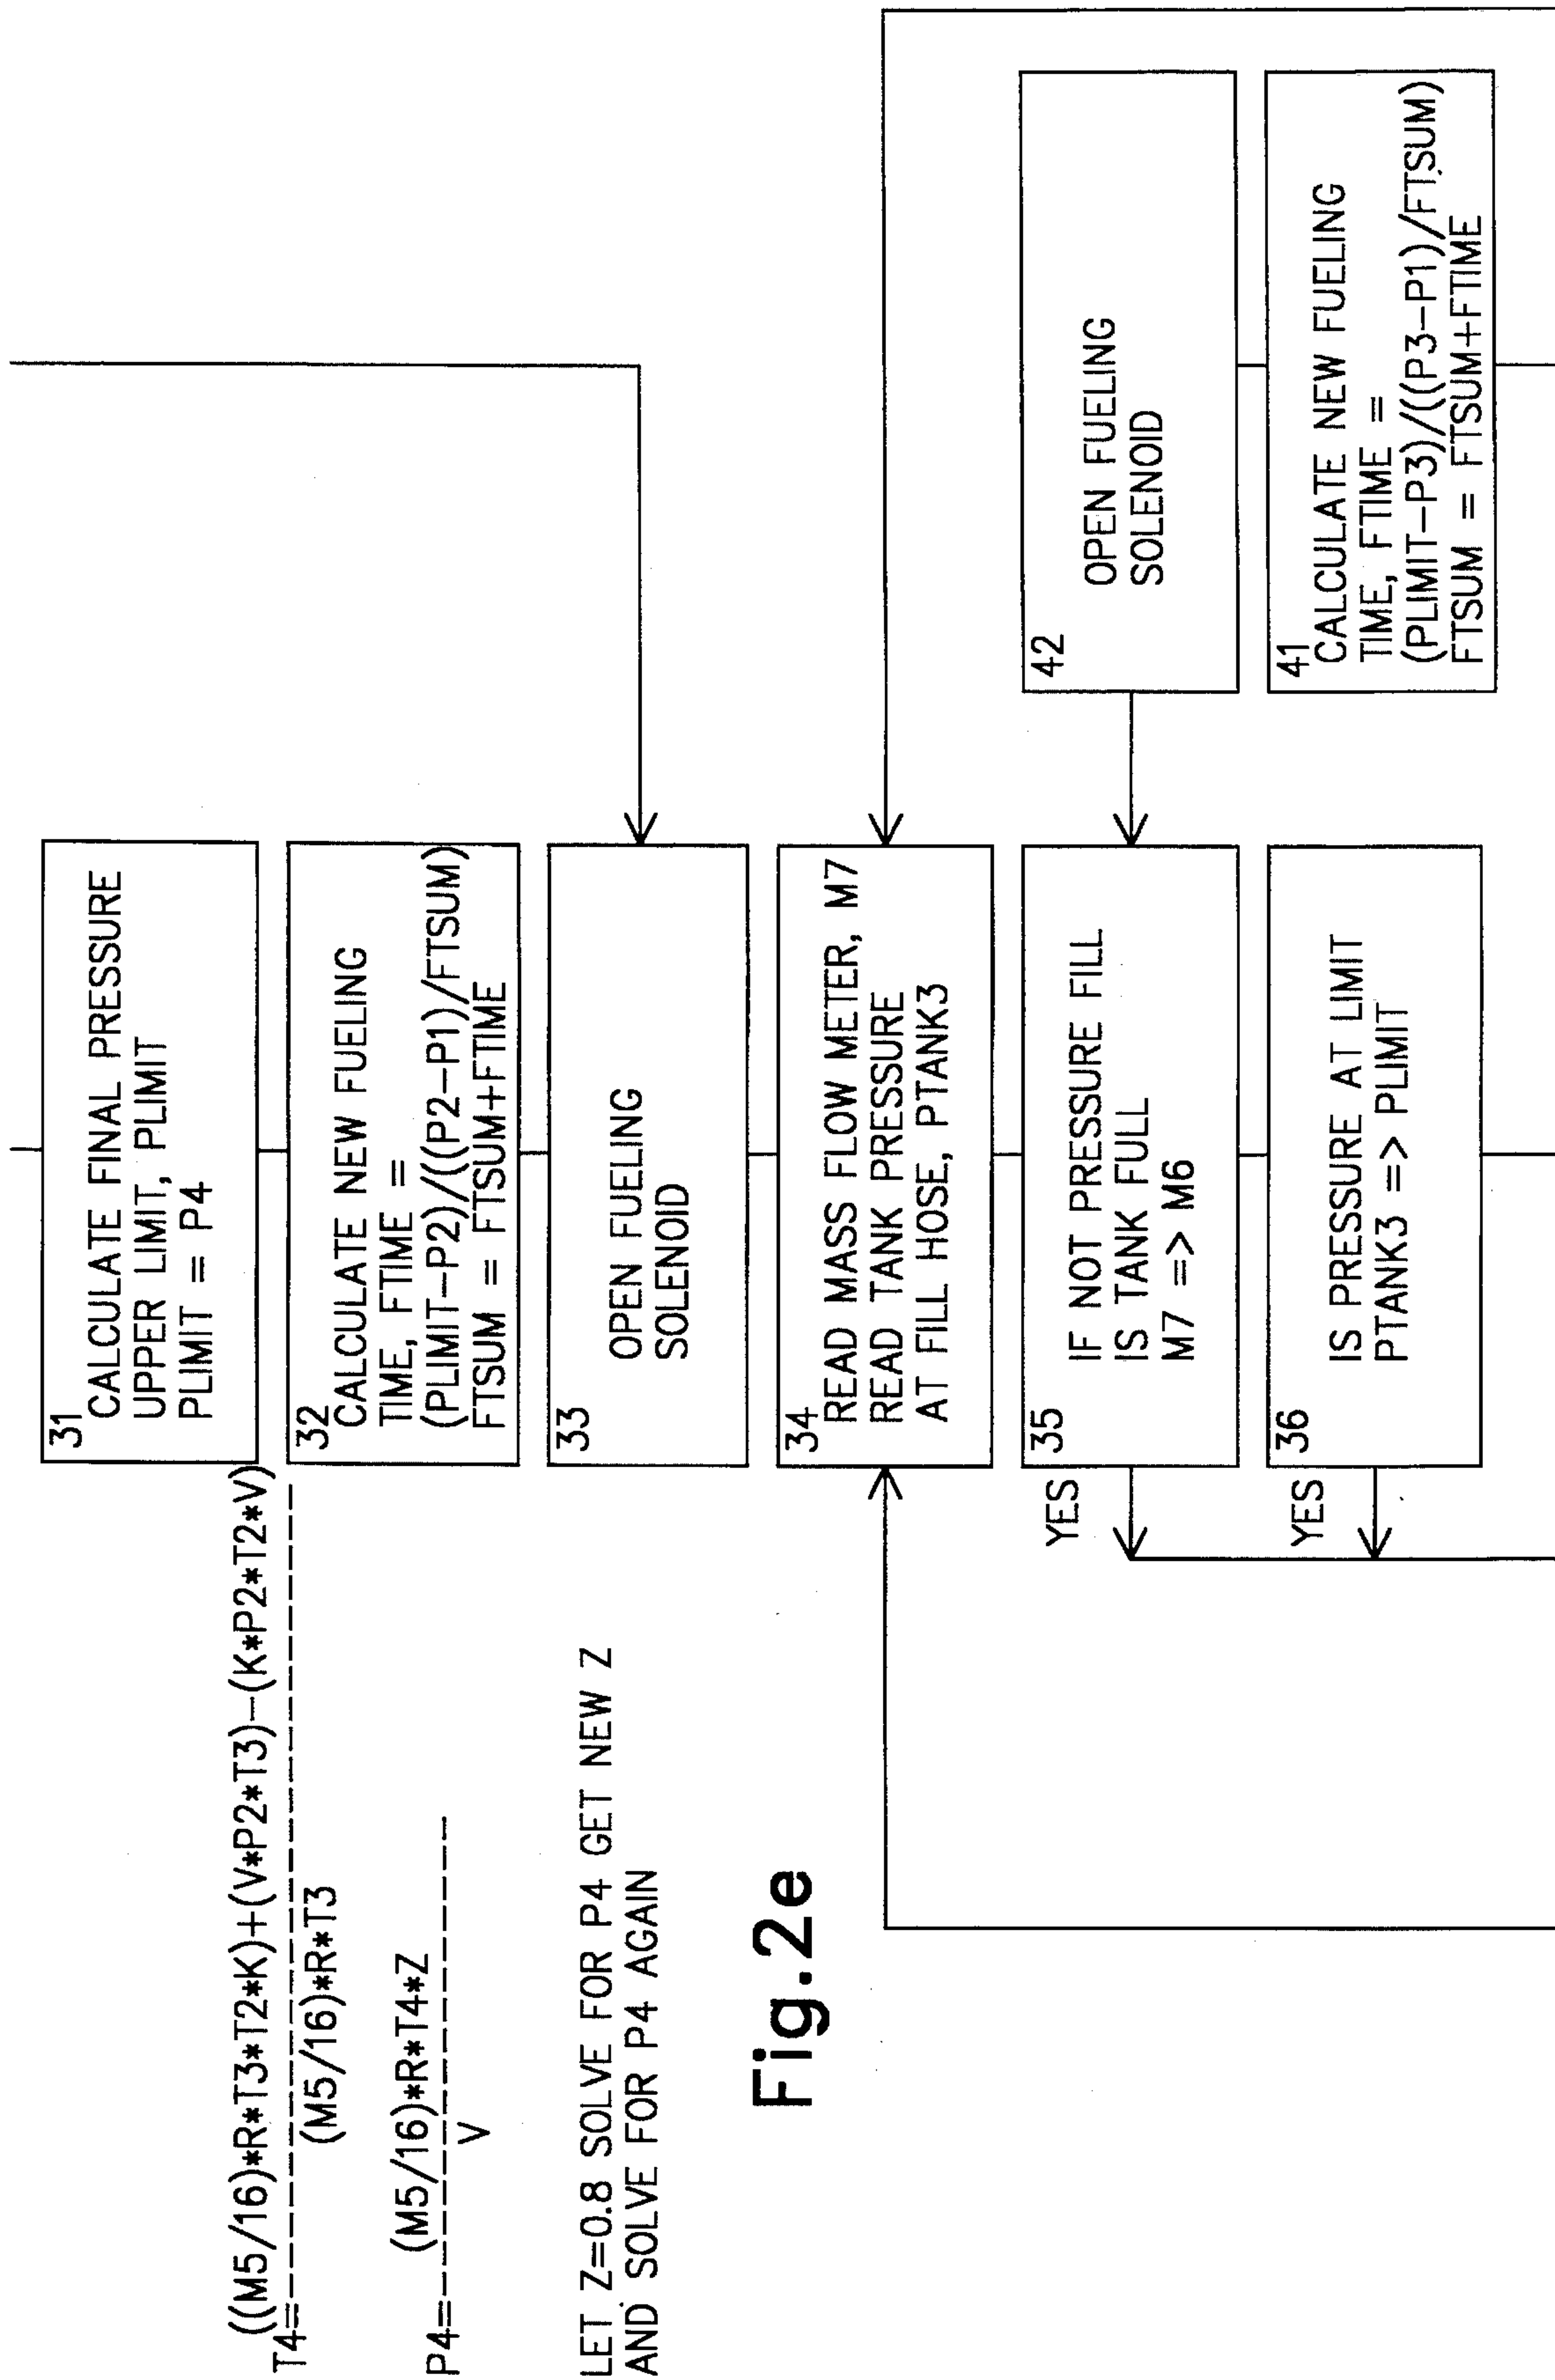 31
CALCULATE FINAL PRESSURE
UPPER LIMIT, PLIMIT
PLIMIT = P4
((M5/16)*R*T3*T2*K)+(V*P2*T3)-(K*P2*T2*V)
T4=--------------------
(M5/16)*R*T3
32
CALCULATE NEW FUELING
TIME, FTIME =
(PLIMIT-P2)/((P2-P1)/FTSUM)
FTSUM = FTSUM+FTIME
(M5/16)*R*T4*Z
P4=--------------------
V
33
OPEN FUELING
SOLENOID
LET Z=0.8 SOLVE FOR P4 GET NEW Z
AND SOLVE FOR P4 AGAIN
34
READ MASS FLOW METER, M7
READ TANK PRESSURE
AT FILL HOSE, PTANK3
Fig.2e
35
IF NOT PRESSURE FILL
IS TANK FULL
M7 => M6
YES
36
IS PRESSURE AT LIMIT
PTANK3 => PLIMIT
YES
42
OPEN FUELING
SOLENOID
41
CALCULATE NEW FUELING
TIME, FTIME =
(PLIMIT-P3)/((P3-P1)/FTSUM)
FTSUM = FTSUM+FTIME